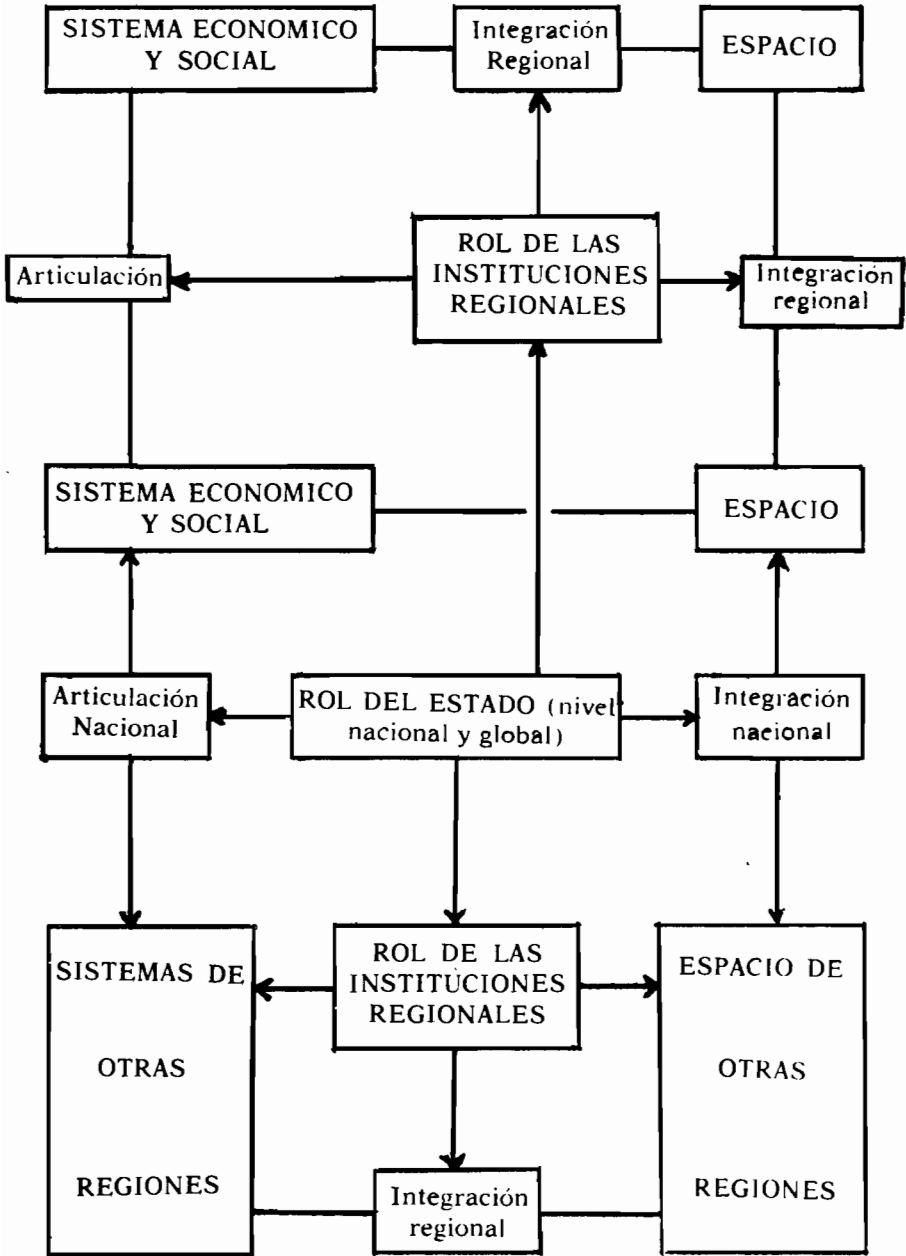 SISTEMA ECONOMICO
Y SOCIAL
Integración
Regional
ESPACIO
ROL DE LAS
INSTITUCIONES
REGIONALES
Articulación
Integración
regional
SISTEMA ECONOMICO
Y SOCIAL
ESPACIO
Articulación
Nacional
ROL DEL ESTADO (nivel
nacional y global)
Integración
nacional
SISTEMAS DE
OTRAS
REGIONES
ROL DE LAS
INSTITUCIONES
REGIONALES
ESPACIO DE
OTRAS
REGIONES
Integración
regional